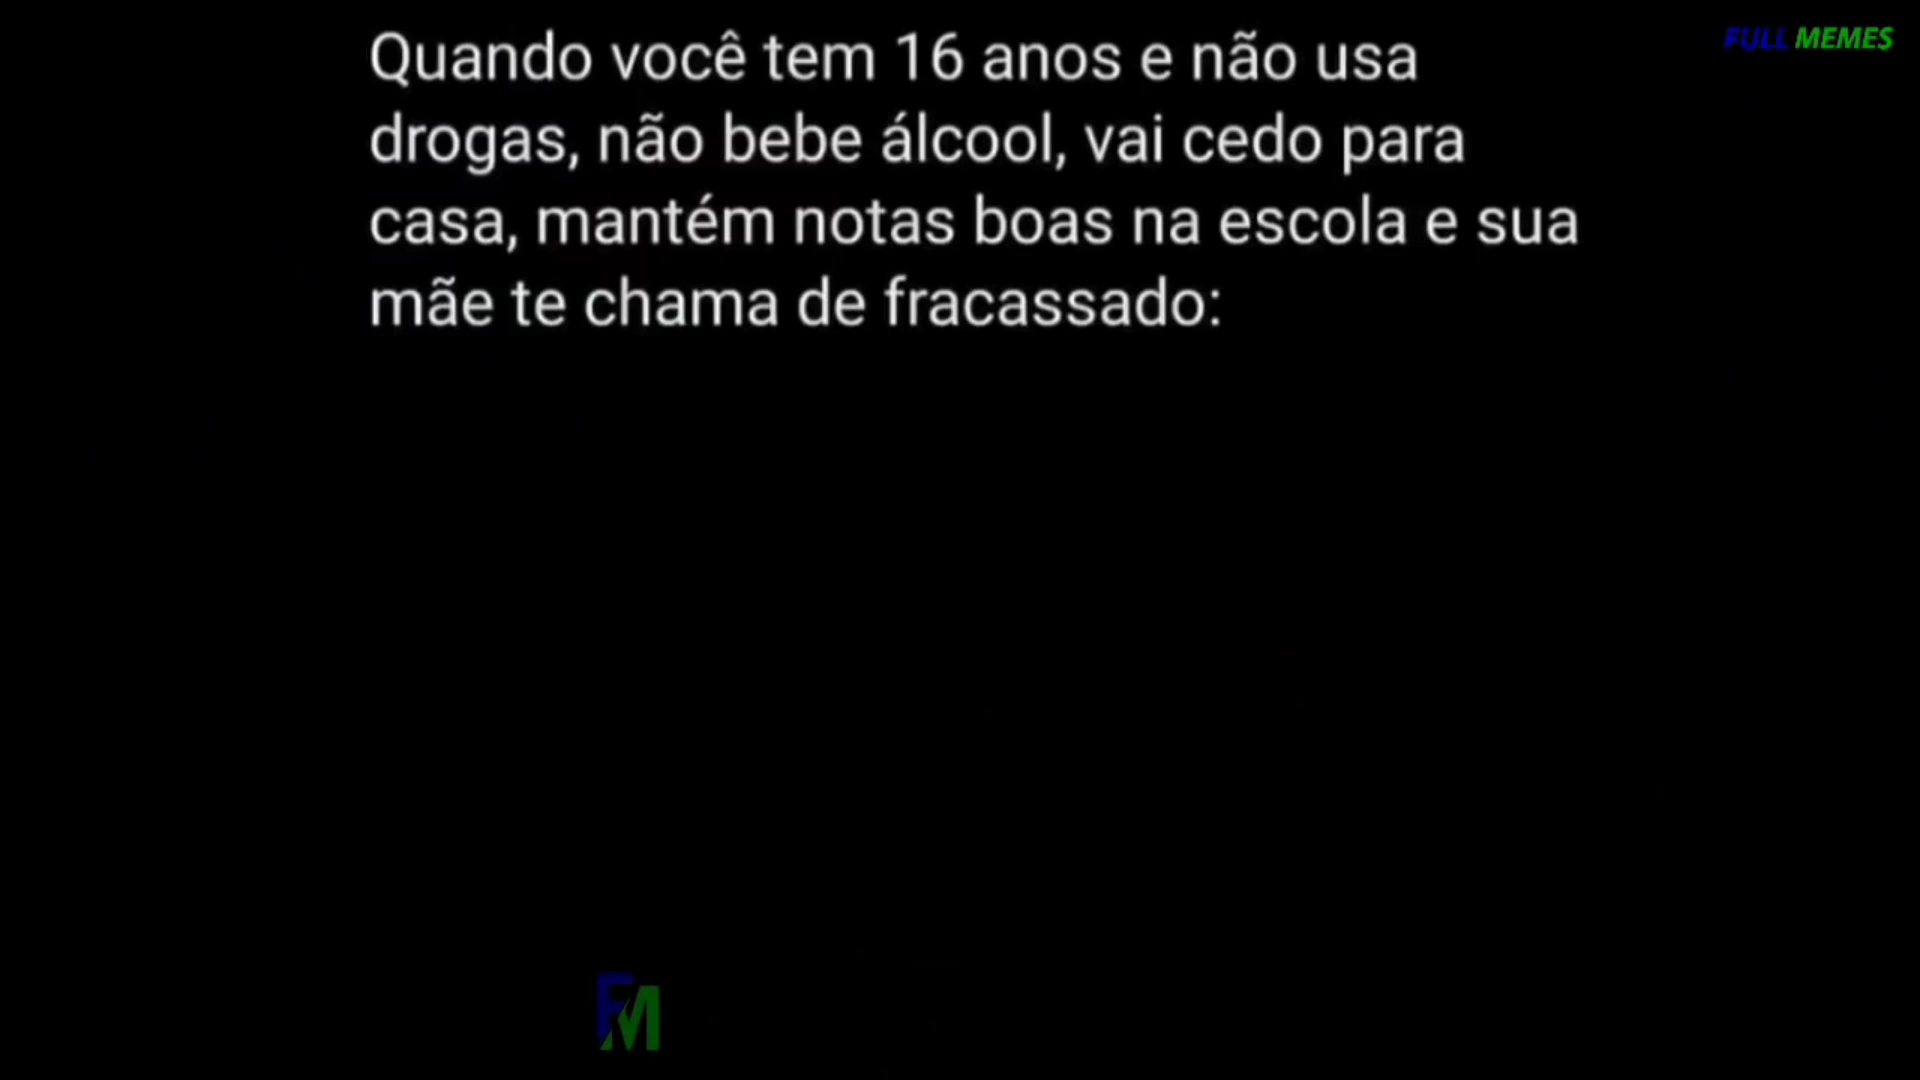 FULL MEMES
Quando você tem 16 anos e não usa
drogas, não bebe álcool, vai cedo para
casa, mantém notas boas na escola e sua
mãe te chama de fracassado:
FM